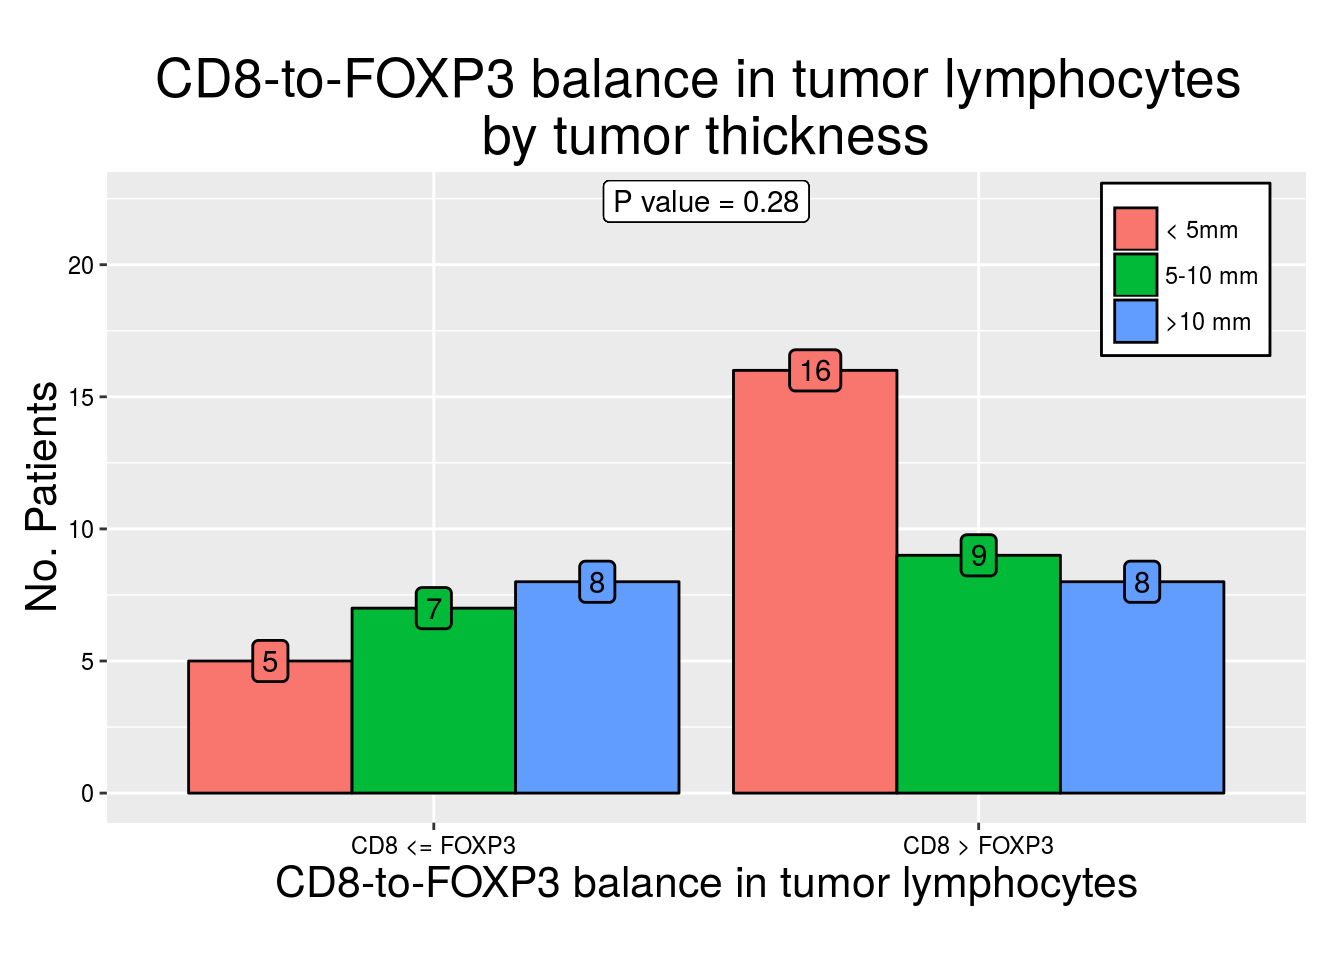 CD8-to-FOXP3 balance in tumor lymphocytes
by tumor thickness
P value = 0.28
< 5mm
5-10 mm
>10 mm
No. Patients
20
15
10
5
0
16
9
8
5
7
8
CD8 <= FOXP3
CD8 > FOXP3
CD8-to-FOXP3 balance in tumor lymphocytes